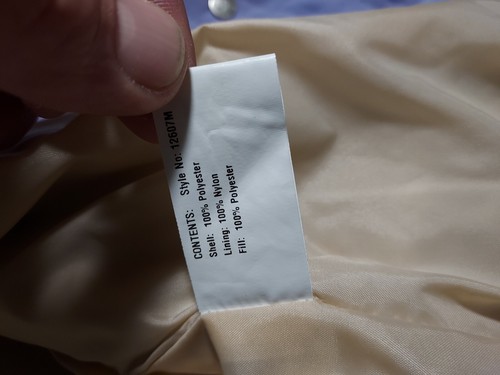 Style No: 12607M
CONTENTS:
Shell: 100% Polyester
Lining: 100% Nylon
Fill: 100% Polyester